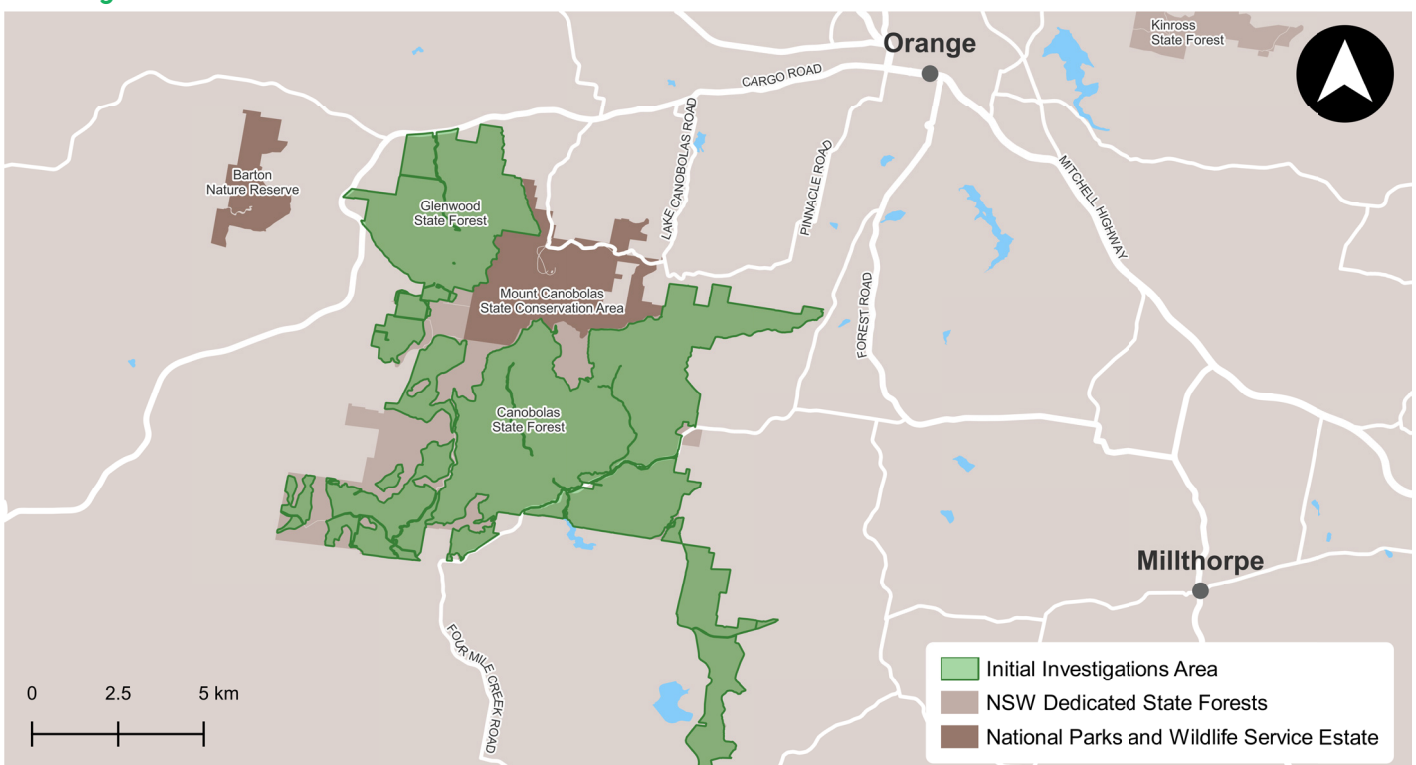 Kinross
State Forest
Orange
CARGO ROAD
LAKE CANOBOLAS ROAD
PINNACLE ROAD
MITCHELL HIGHWAY
Barton
Nature Reserve
Glenwood
State Forest
Mount Canobolas
State Conservation Area
FOREST ROAD
Canobolas
State Forest
Millthorpe
FOUR MILE CREEK ROAD
0 2.5 5 km
Initial Investigations Area
NSW Dedicated State Forests
National Parks and Wildlife Service Estate